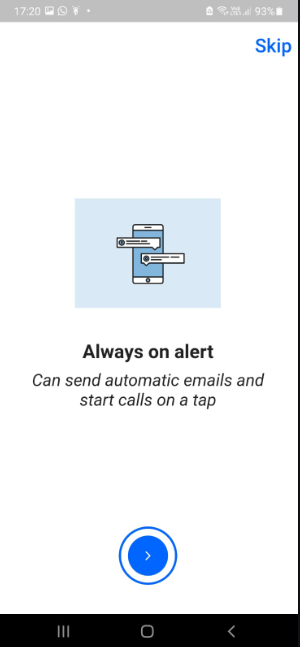 17:20
93%
Skip
Always on alert
Can send automatic emails and
start calls on a tap